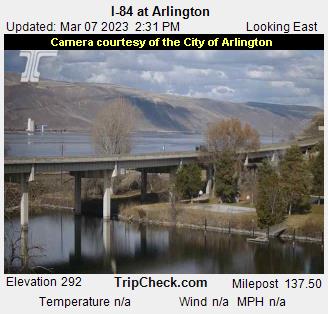 I-84 at Arlington
Updated: Mar 07 2023 2:31 PM Looking East
Camera courtesy of the City of Arlington
Elevation 292 TripCheck.com Milepost 137.50
Temperature n/a Wind n/a MPH n/a